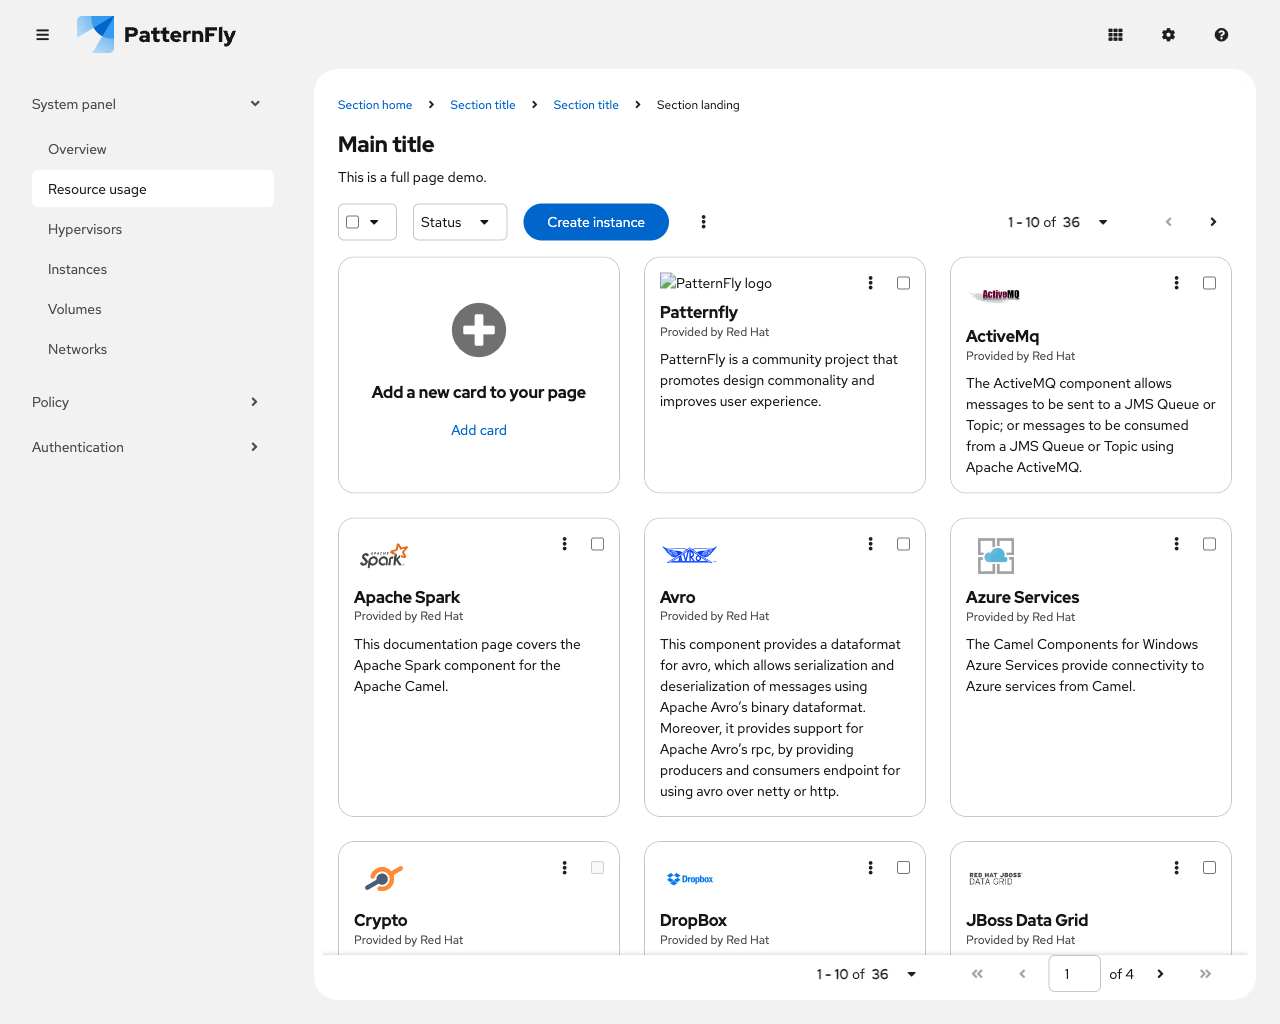 PatternFly
System panel
Overview
Resource usage
Hypervisors
Instances
Volumes
Networks
Policy
Authentication
Section home
Section title
Section title
Section landing
Main title
This is a full page demo.
Status
Create instance
1 - 10 of 36
Add a new card to your page
Add card
PatternFly logo
Patternfly
Provided by Red Hat
PatternFly is a community project that
promotes design commonality and
improves user experience.
ActiveMQ
ActiveMq
Provided by Red Hat
The ActiveMQ component allows
messages to be sent to a JMS Queue or
Topic; or messages to be consumed
from a JMS Queue or Topic using
Apache ActiveMQ.
APACHE
Spark
Apache Spark
Provided by Red Hat
This documentation page covers the
Apache Spark component for the
Apache Camel.
AVRO
Avro
Provided by Red Hat
This component provides a dataformat
for avro, which allows serialization and
deserialization of messages using
Apache Avro’s binary dataformat.
Moreover, it provides support for
Apache Avro’s rpc, by providing
producers and consumers endpoint for
using avro over netty or http.
Azure Services
Provided by Red Hat
The Camel Components for Windows
Azure Services provide connectivity to
Azure services from Camel.
Crypto
Provided by Red Hat
Dropbox
DropBox
Provided by Red Hat
RED HAT JBOSS
DATA GRID
JBoss Data Grid
Provided by Red Hat
1 - 10 of 36
1
of 4